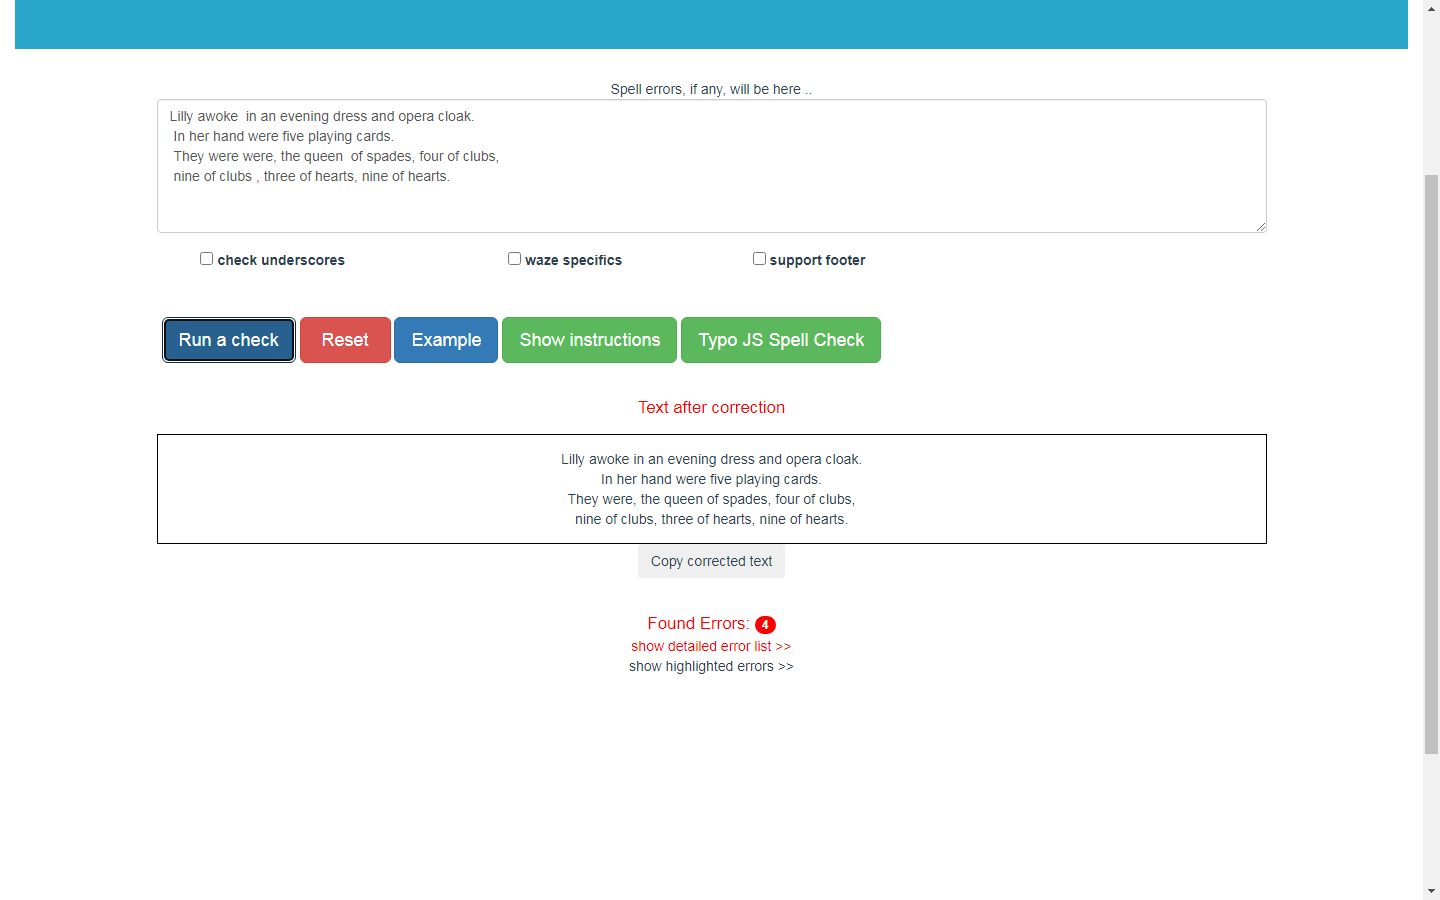 Spell errors, if any, will be here ..
Lilly awoke  in an evening dress and opera cloak.
 In her hand were five playing cards.
 They were were, the queen  of spades, four of clubs,
 nine of clubs , three of hearts, nine of hearts.
check underscores waze specifics support footer
Run a check Reset Example Show instructions Typo JS Spell Check
Text after correction
Lilly awoke in an evening dress and opera cloak.
In her hand were five playing cards.
They were, the queen of spades, four of clubs,
nine of clubs, three of hearts, nine of hearts.
Copy corrected text
Found Errors: 4
show detailed error list >>
show highlighted errors >>